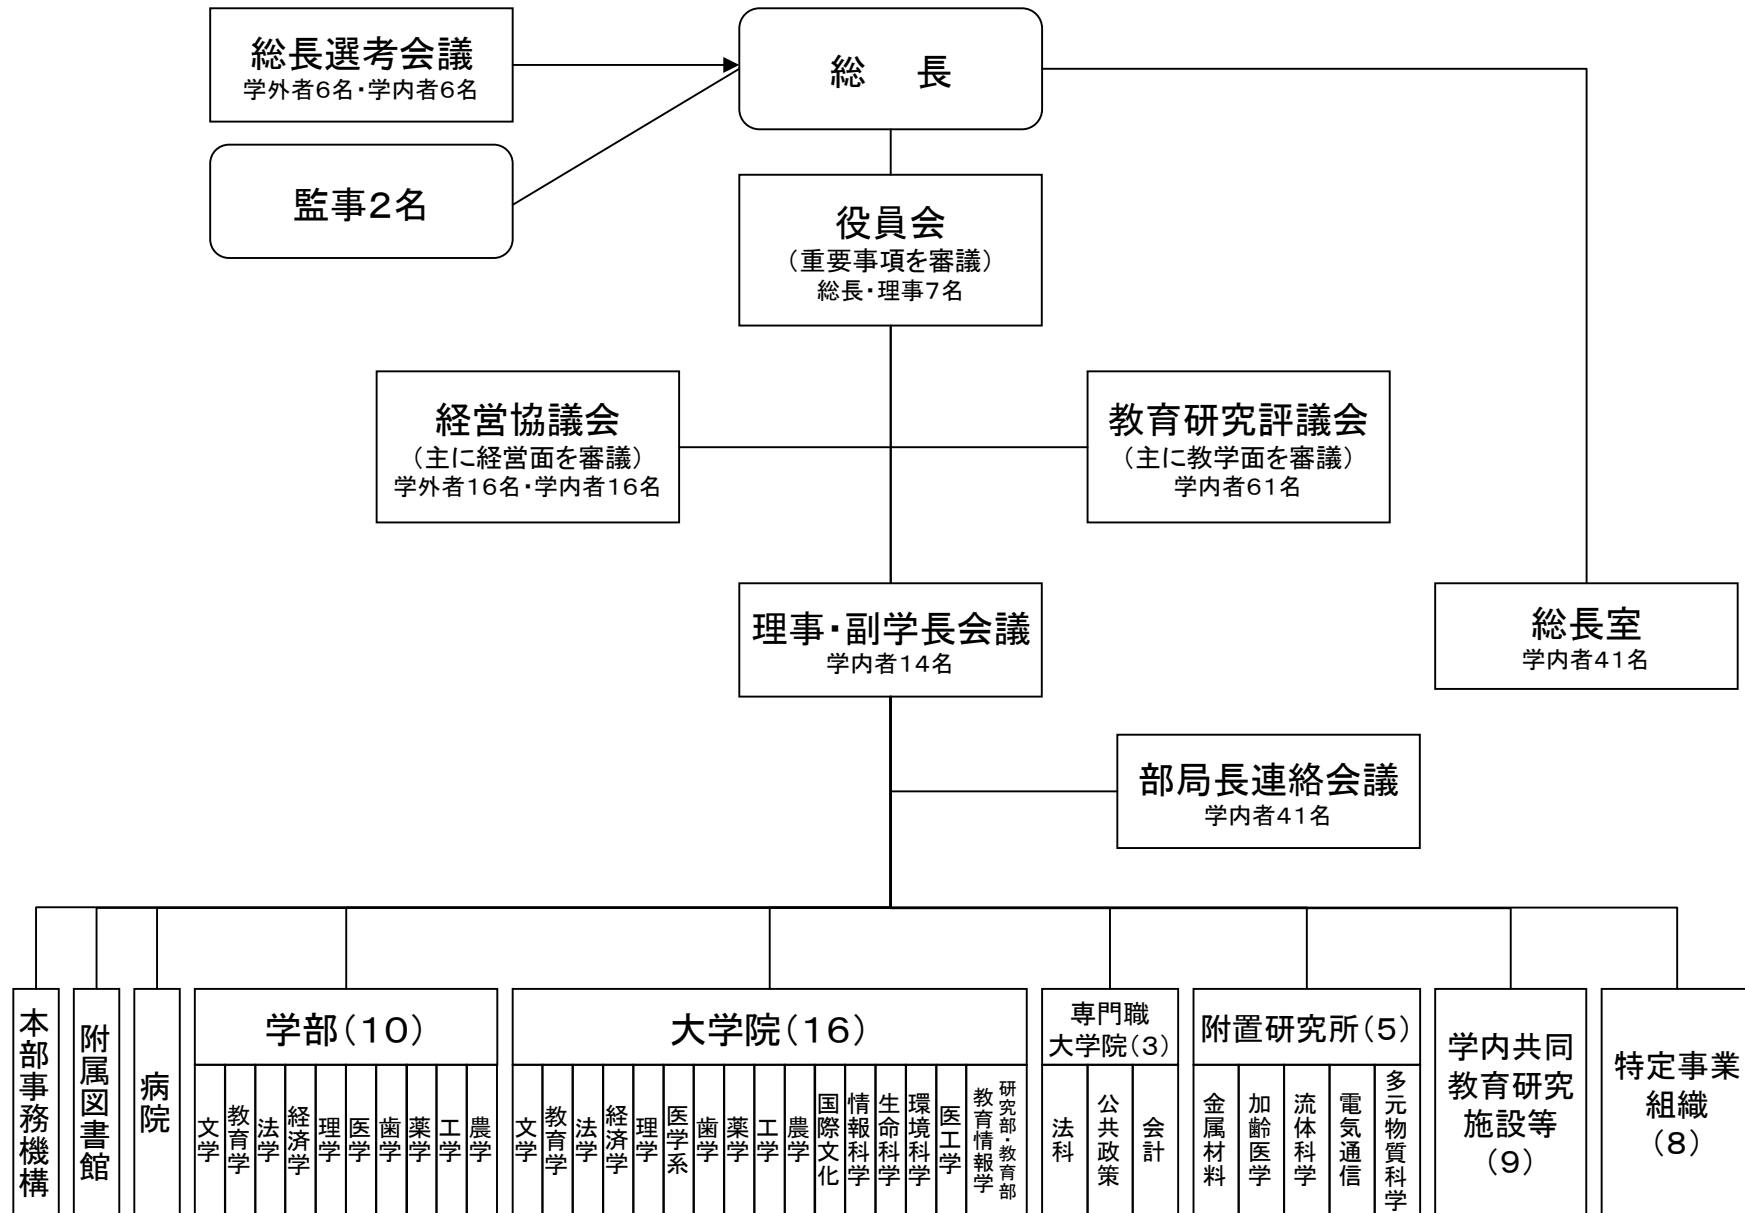 総長選考会議
学外者6名・学内者6名
総　長
監事2名
役員会
(重要事項を審議)
総長・理事7名
経営協議会
(主に経営面を審議)
学外者16名・学内者16名
教育研究評議会
(主に教学面を審議)
学内者61名
理事・副学長会議
学内者14名
総長室
学内者41名
部局長連絡会議
学内者41名
本部事務機構
附属図書館
病院
学部(10)
文学
教育学
法学
経済学
理学
医学
歯学
薬学
工学
農学
大学院(16)
文学
教育学
法学
経済学
理学
医学系
歯学
薬学
工学
農学
国際文化
情報科学
生命科学
環境科学
医工学
教育情報学
研究部・教育部
専門職
大学院(3)
法科
公共政策
会計
附置研究所(5)
金属材料
加齢医学
流体科学
電気通信
多元物質科学
学内共同
教育研究
施設等
(9)
特定事業
組織
(8)